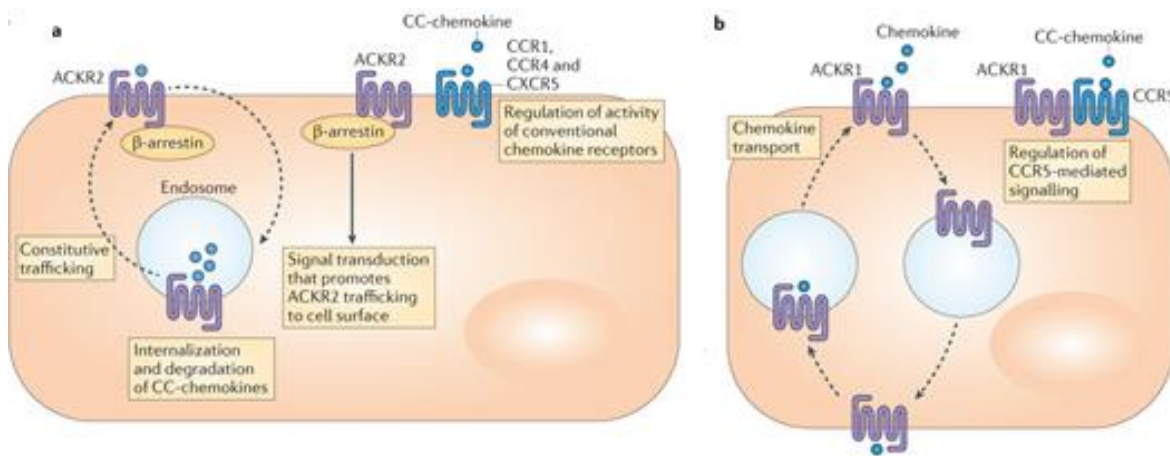 a
CC-chemokine
ACKR2
ACKR2
CCR1,
CCR4 and
CXCR5
β-arrestin
β-arrestin
Regulation of activity
of conventional
chemokine receptors
Endosome
Constitutive
trafficking
Signal transduction
that promotes
ACKR2 trafficking
to cell surface
Internalization
and degradation
of CC-chemokines
b
Chemokine
CC-chemokine
ACKR1
ACKR1
Chemokine
transport
Regulation of
CCR5-mediated
signalling